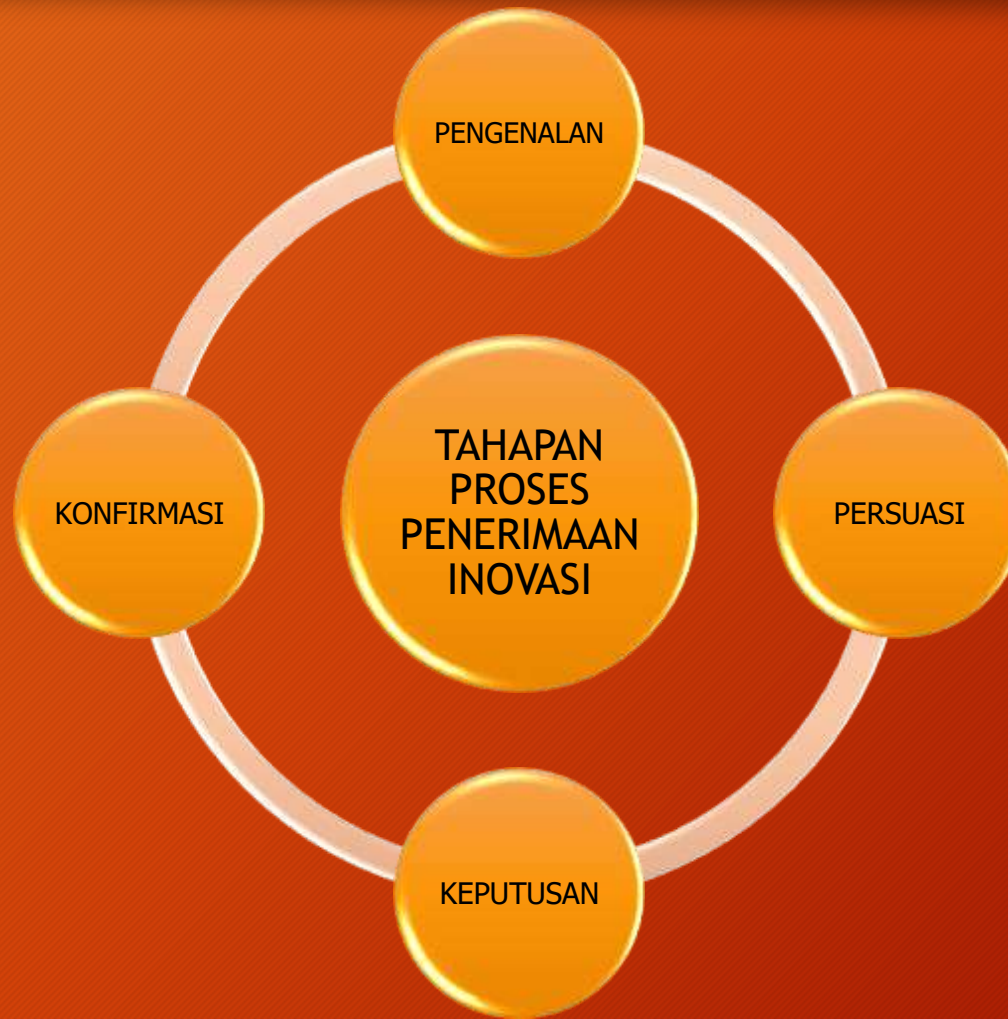 PENGENALAN
TAHAPAN
PROSES
PENERIMAAN
INOVASI
KONFIRMASI
PERSUASI
KEPUTUSAN